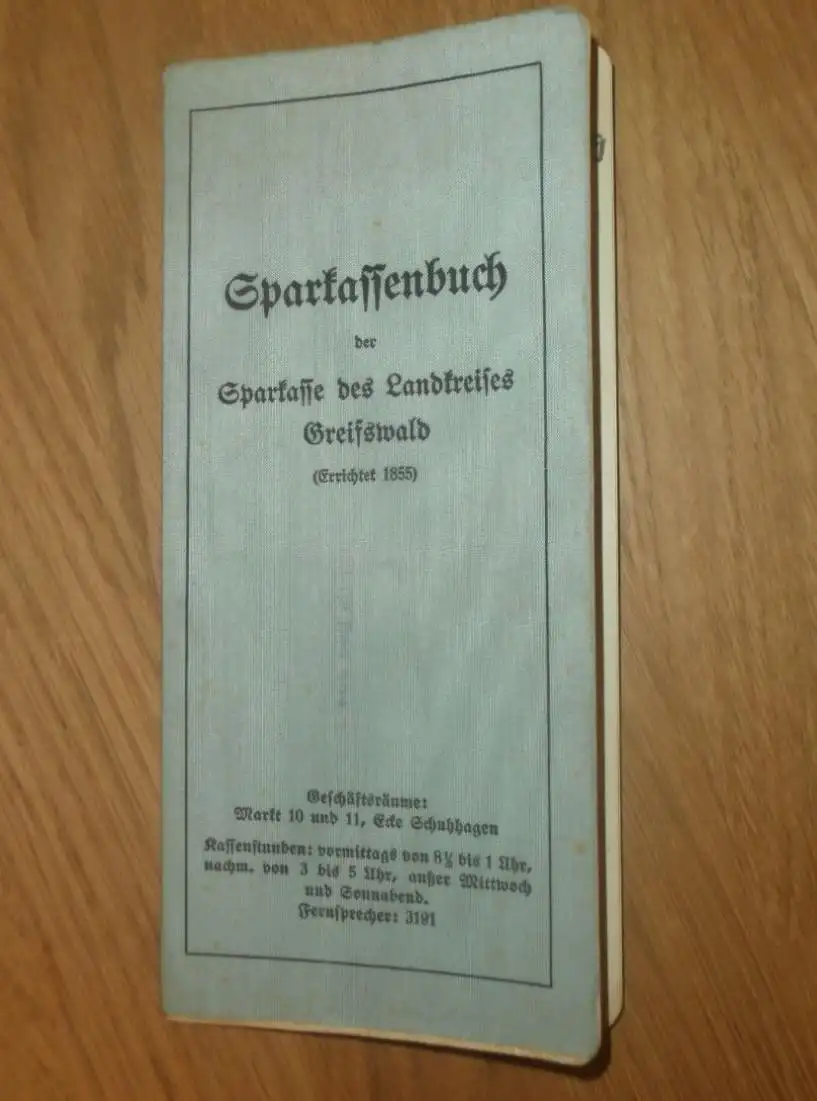 Sparkassenbuch
der
Sparkasse des Landkreises
Greifswald
(Errichtet 1855)
Geschäftsräume:
Markt 10 und 11, Ecke Schuhhagen
Kassenstunden: vormittags von 8½ bis 1 Uhr,
nachm. von 3 bis 5 Uhr, außer Mittwoch
und Sonnabend.
Fernsprecher: 3191